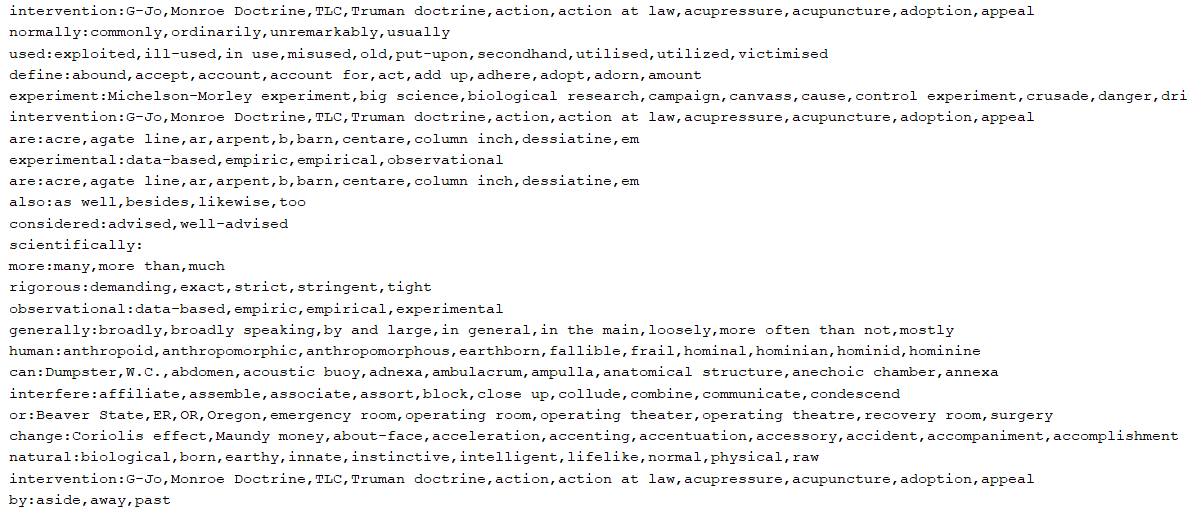 intervention:G-Jo,Monroe Doctrine,TLC,Truman doctrine,action,action at law,acupressure,acupuncture,adoption,appeal
normally:commonly,ordinarily,unremarkably,usually
used:exploited,ill-used,in use,misused,old,put-upon,secondhand,utilised,utilized,victimised
define:abound,accept,account,account for,act,add up,adhere,adopt,adorn,amount
experiment:Michelson-Morley experiment,big science,biological research,campaign,canvass,cause,control experiment,crusade,danger,dri
intervention:G-Jo,Monroe Doctrine,TLC,Truman doctrine,action,action at law,acupressure,acupuncture,adoption,appeal
are:acre,agate line,ar,arpent,b,barn,centare,column inch,dessiatine,em
experimental:data-based,empiric,empirical,observational
are:acre,agate line,ar,arpent,b,barn,centare,column inch,dessiatine,em
also:as well,besides,likewise,too
considered:advised,well-advised
scientifically:
more:many,more than,much
rigorous:demanding,exact,strict,stringent,tight
observational:data-based,empiric,empirical,experimental
generally:broadly,broadly speaking,by and large,in general,in the main,loosely,more often than not,mostly
human:anthropoid,anthropomorphic,anthropomorphous,earthborn,fallible,frail,hominal,hominian,hominid,hominine
can:Dumpster,W.C.,abdomen,acoustic buoy,adnexa,ambulacrum,ampulla,anatomical structure,anechoic chamber,annexa
interfere:affiliate,assemble,associate,assort,block,close up,collude,combine,communicate,condescend
or:Beaver State,ER,OR,Oregon,emergency room,operating room,operating theater,operating theatre,recovery room,surgery
change:Coriolis effect,Maundy money,about-face,acceleration,accenting,accentuation,accessory,accident,accompaniment,accomplishment
natural:biological,born,earthy,innate,instinctive,intelligent,lifelike,normal,physical,raw
intervention:G-Jo,Monroe Doctrine,TLC,Truman doctrine,action,action at law,acupressure,acupuncture,adoption,appeal
by:aside,away,past